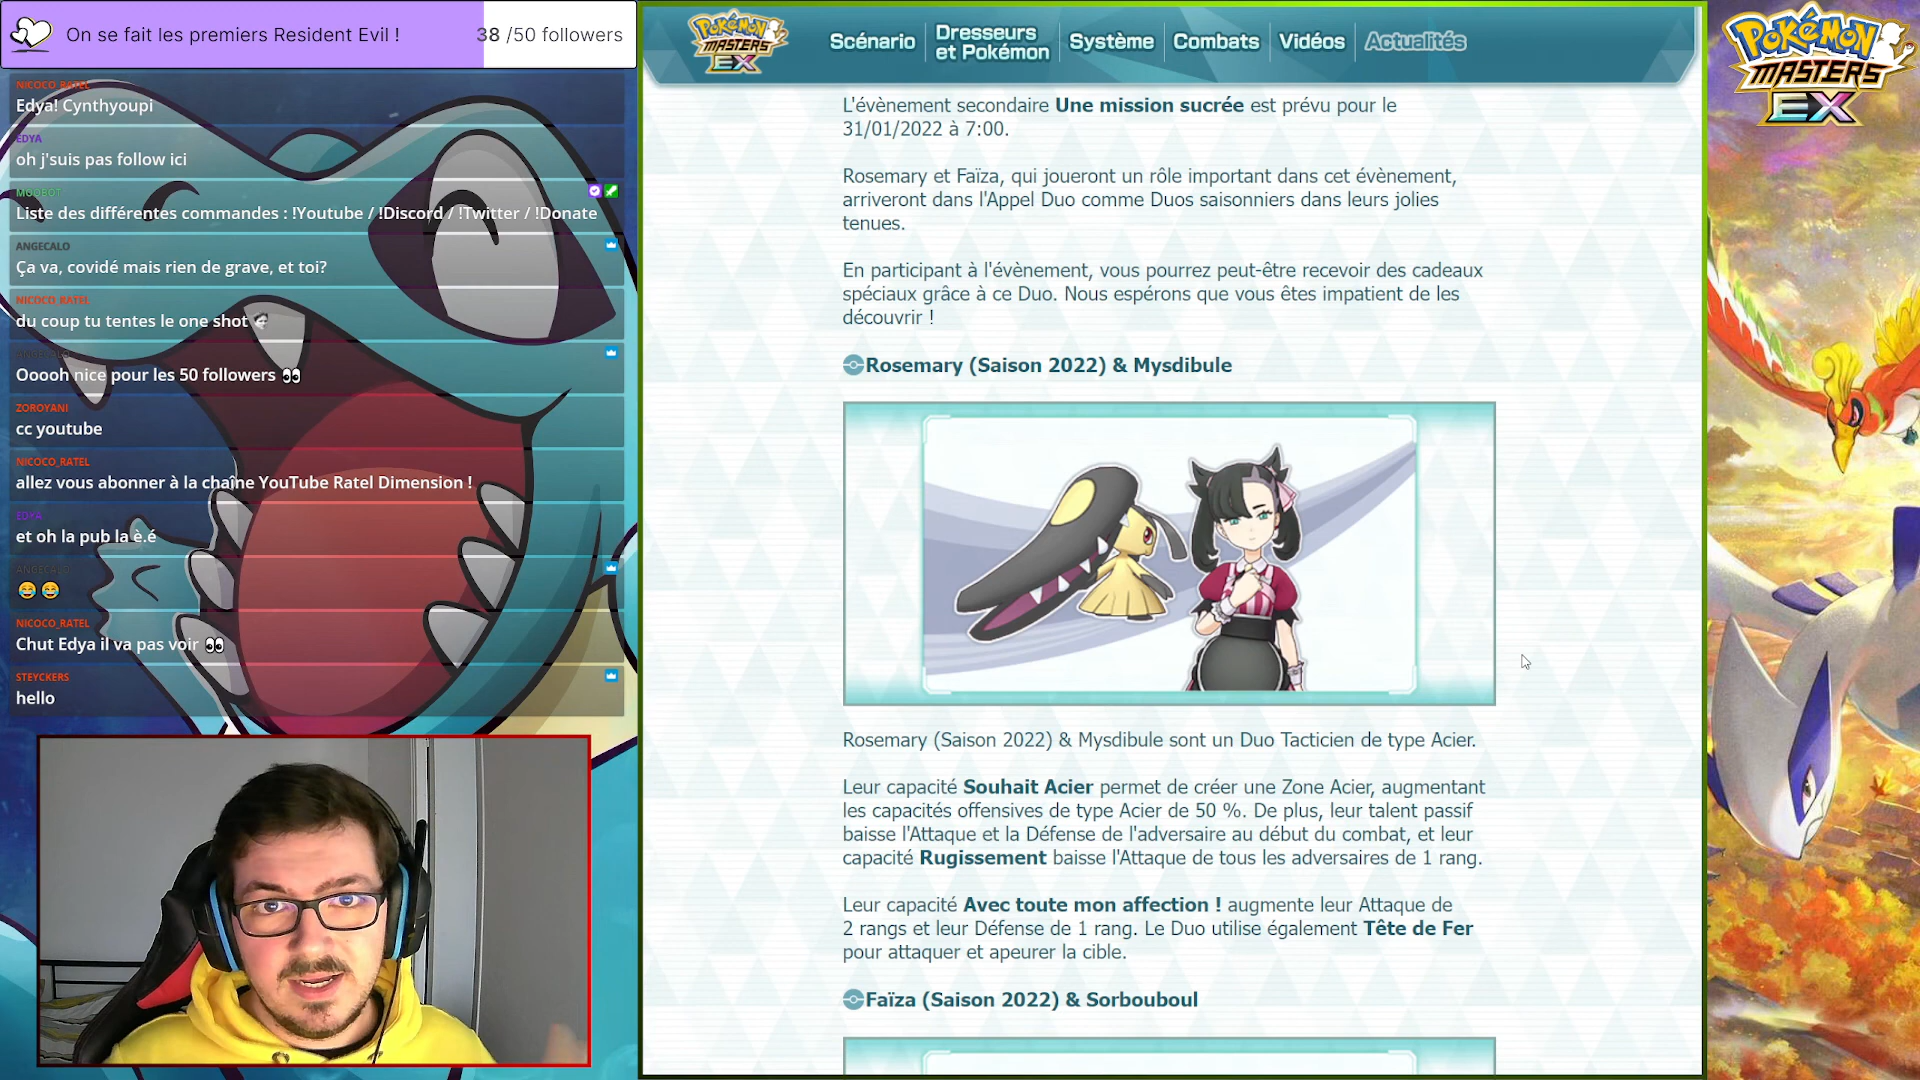 On se fait les premiers Resident Evil !
38 /50 followers
NICOCO_RATEL
Edya! Cynthyoupi
EDYA
oh j'suis pas follow ici
MOOBOT
Liste des différentes commandes : !Youtube / !Discord / !Twitter / !Donate
ANGECALO
Ça va, covidé mais rien de grave, et toi?
NICOCO_RATEL
du coup tu tentes le one shot
ANGECALO
Ooooh nice pour les 50 followers 👀
ZOROYANI
cc youtube
NICOCO_RATEL
allez vous abonner à la chaîne YouTube Ratel Dimension !
EDYA
et oh la pub la è.é
ANGECALO
😂 😂
NICOCO_RATEL
Chut Edya il va pas voir 👀
STEYCKERS
hello
POKéMON
MASTERS
EX
Scénario
Dresseurs
et Pokémon
Système
Combats
Vidéos
Actualités
L'évènement secondaire Une mission sucrée est prévu pour le
31/01/2022 à 7:00.
Rosemary et Faïza, qui joueront un rôle important dans cet évènement,
arriveront dans l'Appel Duo comme Duos saisonniers dans leurs jolies
tenues.
En participant à l'évènement, vous pourrez peut-être recevoir des cadeaux
spéciaux grâce à ce Duo. Nous espérons que vous êtes impatient de les
découvrir !
Rosemary (Saison 2022) & Mysdibule
Rosemary (Saison 2022) & Mysdibule sont un Duo Tacticien de type Acier.
Leur capacité Souhait Acier permet de créer une Zone Acier, augmentant
les capacités offensives de type Acier de 50 %. De plus, leur talent passif
baisse l'Attaque et la Défense de l'adversaire au début du combat, et leur
capacité Rugissement baisse l'Attaque de tous les adversaires de 1 rang.
Leur capacité Avec toute mon affection ! augmente leur Attaque de
2 rangs et leur Défense de 1 rang. Le Duo utilise également Tête de Fer
pour attaquer et apeurer la cible.
Faïza (Saison 2022) & Sorbouboul
POKéMON
MASTERS
EX